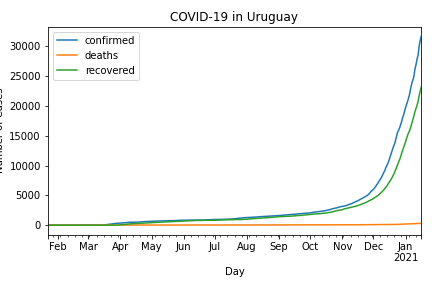 COVID-19 in Uruguay
confirmed
deaths
recovered
30000
25000
20000
15000
10000
5000
0
of cases
Feb Mar Apr May Jun Jul Aug Sep Oct Nov Dec Jan
2021
Day